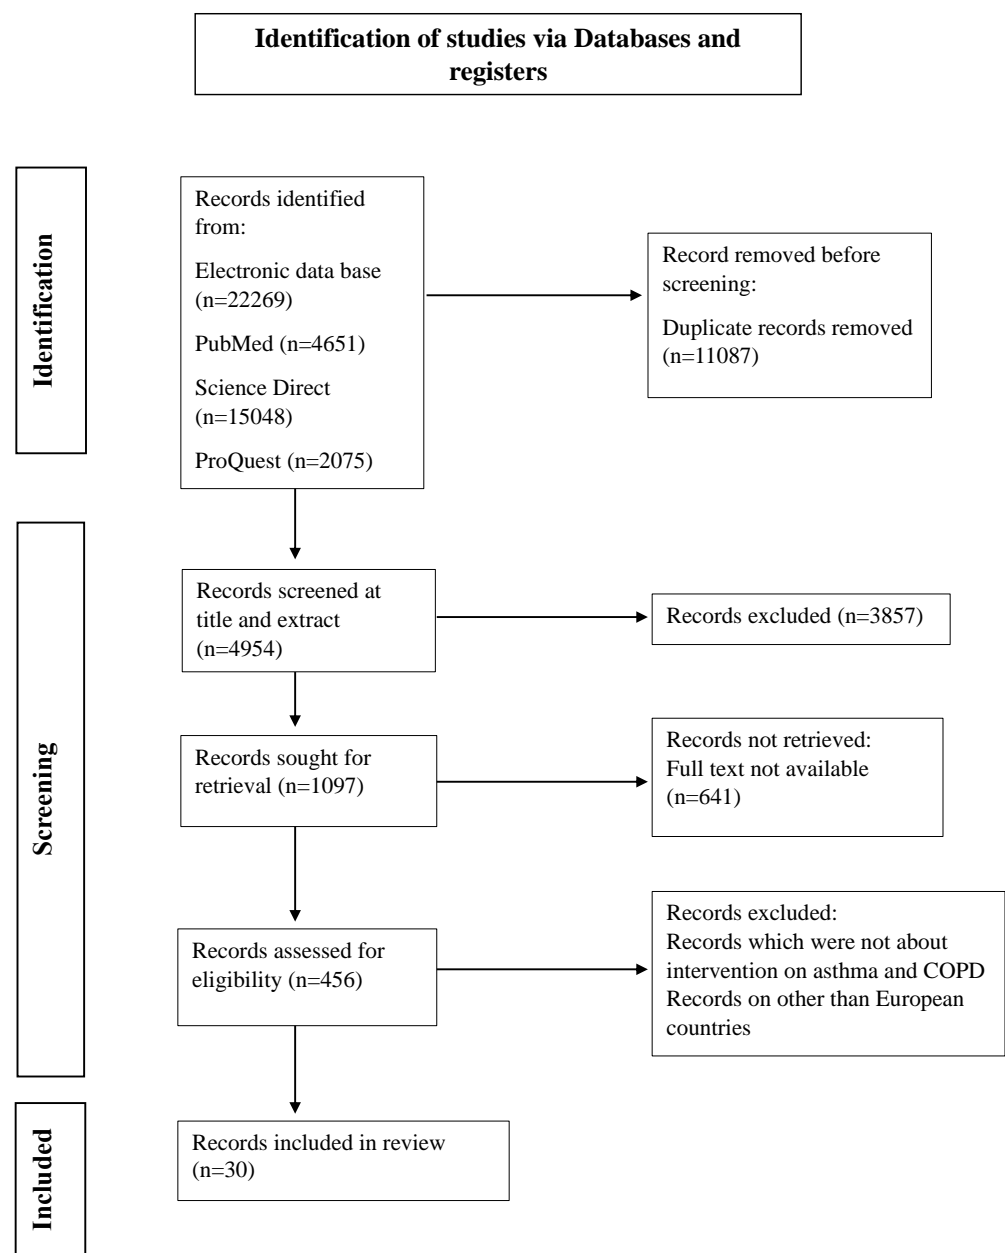 Identification of studies via Databases and
registers
Identification
Records identified
from:
Electronic data base
(n=22269)
PubMed (n=4651)
Science Direct
(n=15048)
ProQuest (n=2075)
Record removed before
screening:
Duplicate records removed
(n=11087)
Screening
Records screened at
title and extract
(n=4954)
Records excluded (n=3857)
Records sought for
retrieval (n=1097)
Records not retrieved:
Full text not available
(n=641)
Records assessed for
eligibility (n=456)
Records excluded:
Records which were not about
intervention on asthma and COPD
Records on other than European
countries
Included
Records included in review
(n=30)